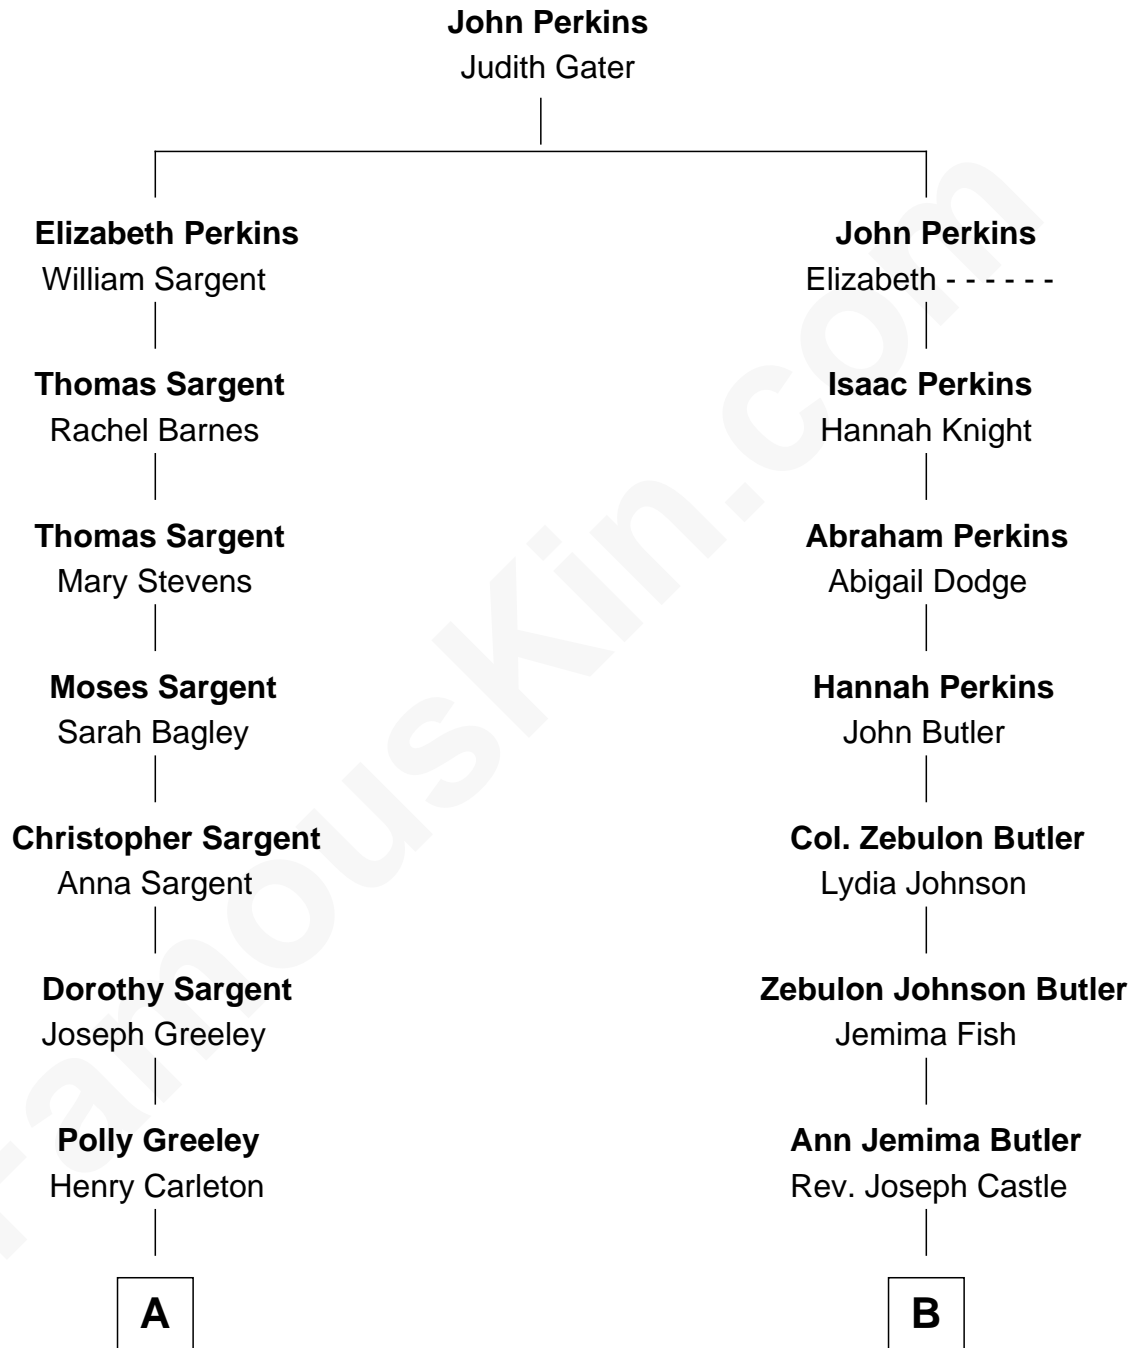 John Perkins
Judith Gater
Elizabeth Perkins
William Sargent
John Perkins
Elizabeth - - - - - -
Thomas Sargent
Rachel Barnes
Isaac Perkins
Hannah Knight
Thomas Sargent
Mary Stevens
Abraham Perkins
Abigail Dodge
Moses Sargent
Sarah Bagley
Hannah Perkins
John Butler
Christopher Sargent
Anna Sargent
Col. Zebulon Butler
Lydia Johnson
Dorothy Sargent
Joseph Greeley
Zebulon Johnson Butler
Jemima Fish
Polly Greeley
Henry Carleton
Ann Jemima Butler
Rev. Joseph Castle
A
B
FamousKin.com